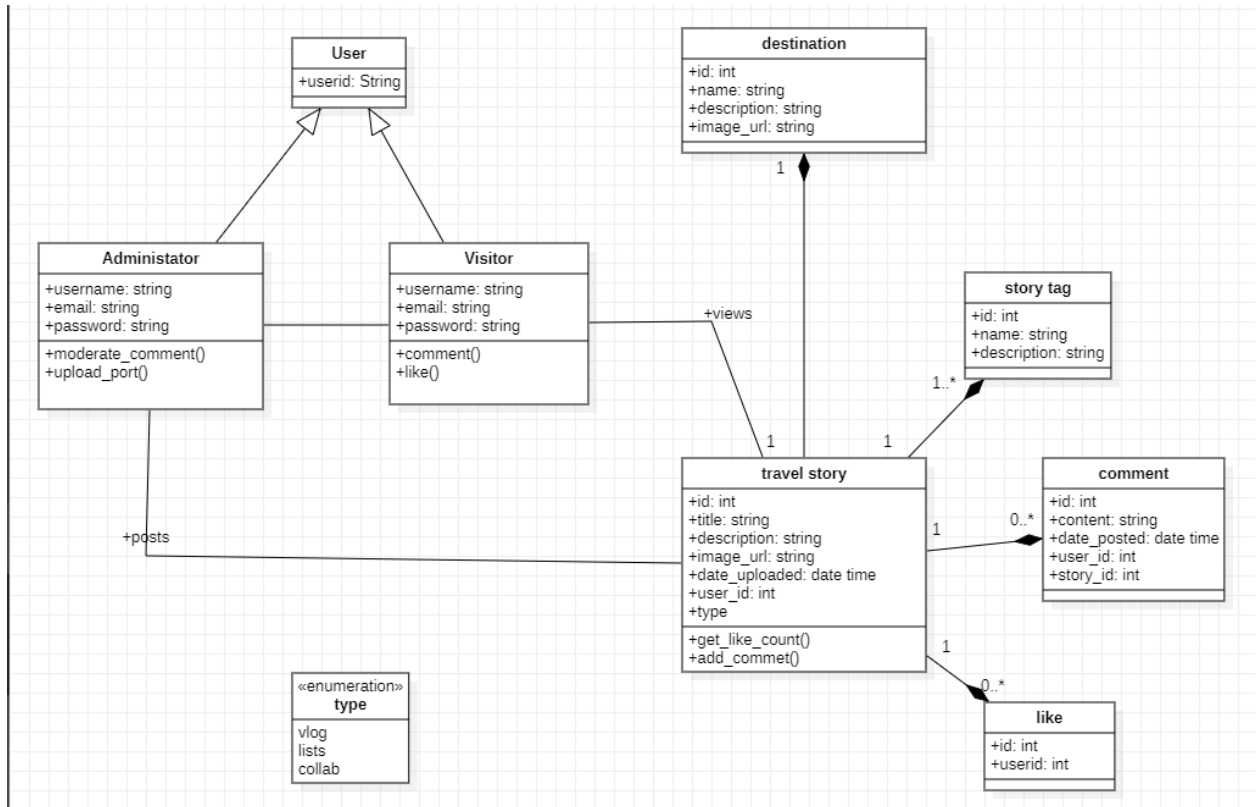 User
+userid: String
destination
+id: int
+name: string
+description: string
+image_url: string
1
Administator
+username: string
+email: string
+password: string
+moderate_comment()
+upload_port()
Visitor
+username: string
+email: string
+password: string
+comment()
+like()
+views
story tag
+id: int
+name: string
+description: string
1..*
1
1
travel story
+id: int
+title: string
+description: string
+image_url: string
+date_uploaded: date time
+user_id: int
+type
+get_like_count()
+add_commet()
comment
+id: int
+content: string
+date_posted: date time
+user_id: int
+story_id: int
0..*
1
+posts
1
0..*
like
+id: int
+userid: int
«enumeration»
type
vlog
lists
collab